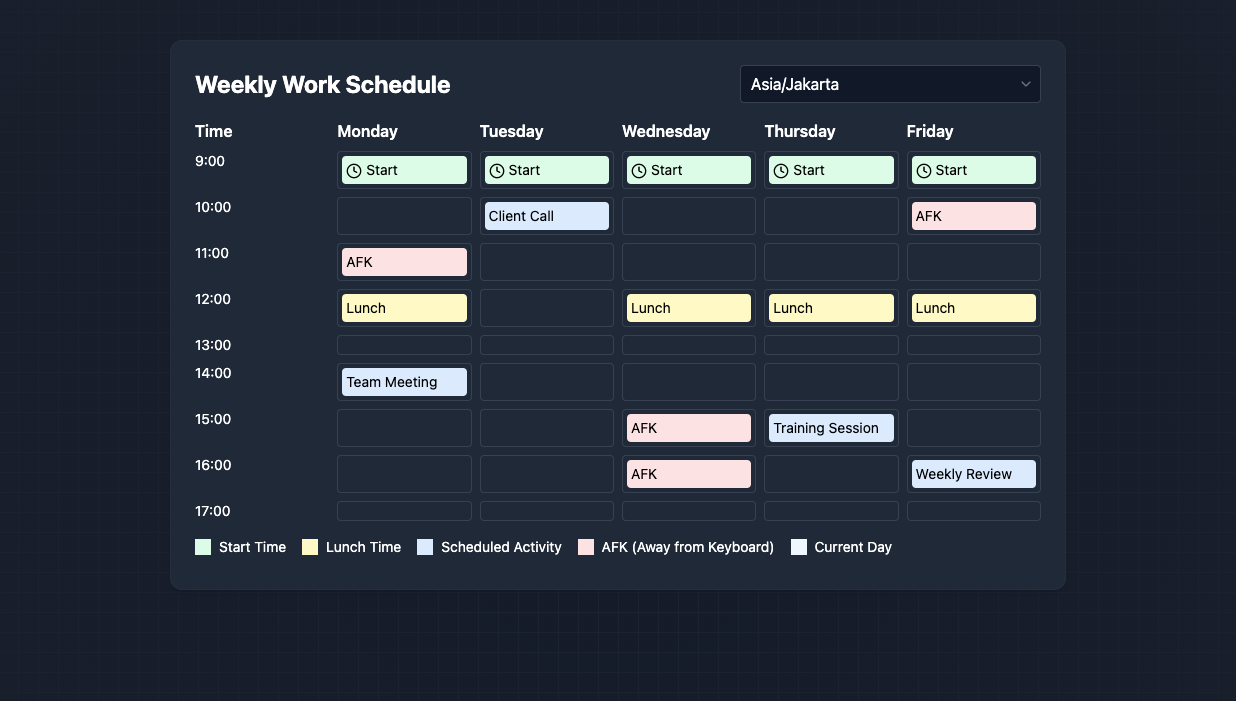 Weekly Work Schedule Asia/Jakarta
Time Monday Tuesday Wednesday Thursday Friday
9:00 Start Start Start Start Start
10:00 Client Call AFK
11:00 AFK
12:00 Lunch Lunch Lunch Lunch
13:00
14:00 Team Meeting
15:00 AFK Training Session
16:00 AFK Weekly Review
17:00
Start Time Lunch Time Scheduled Activity AFK (Away from Keyboard) Current Day